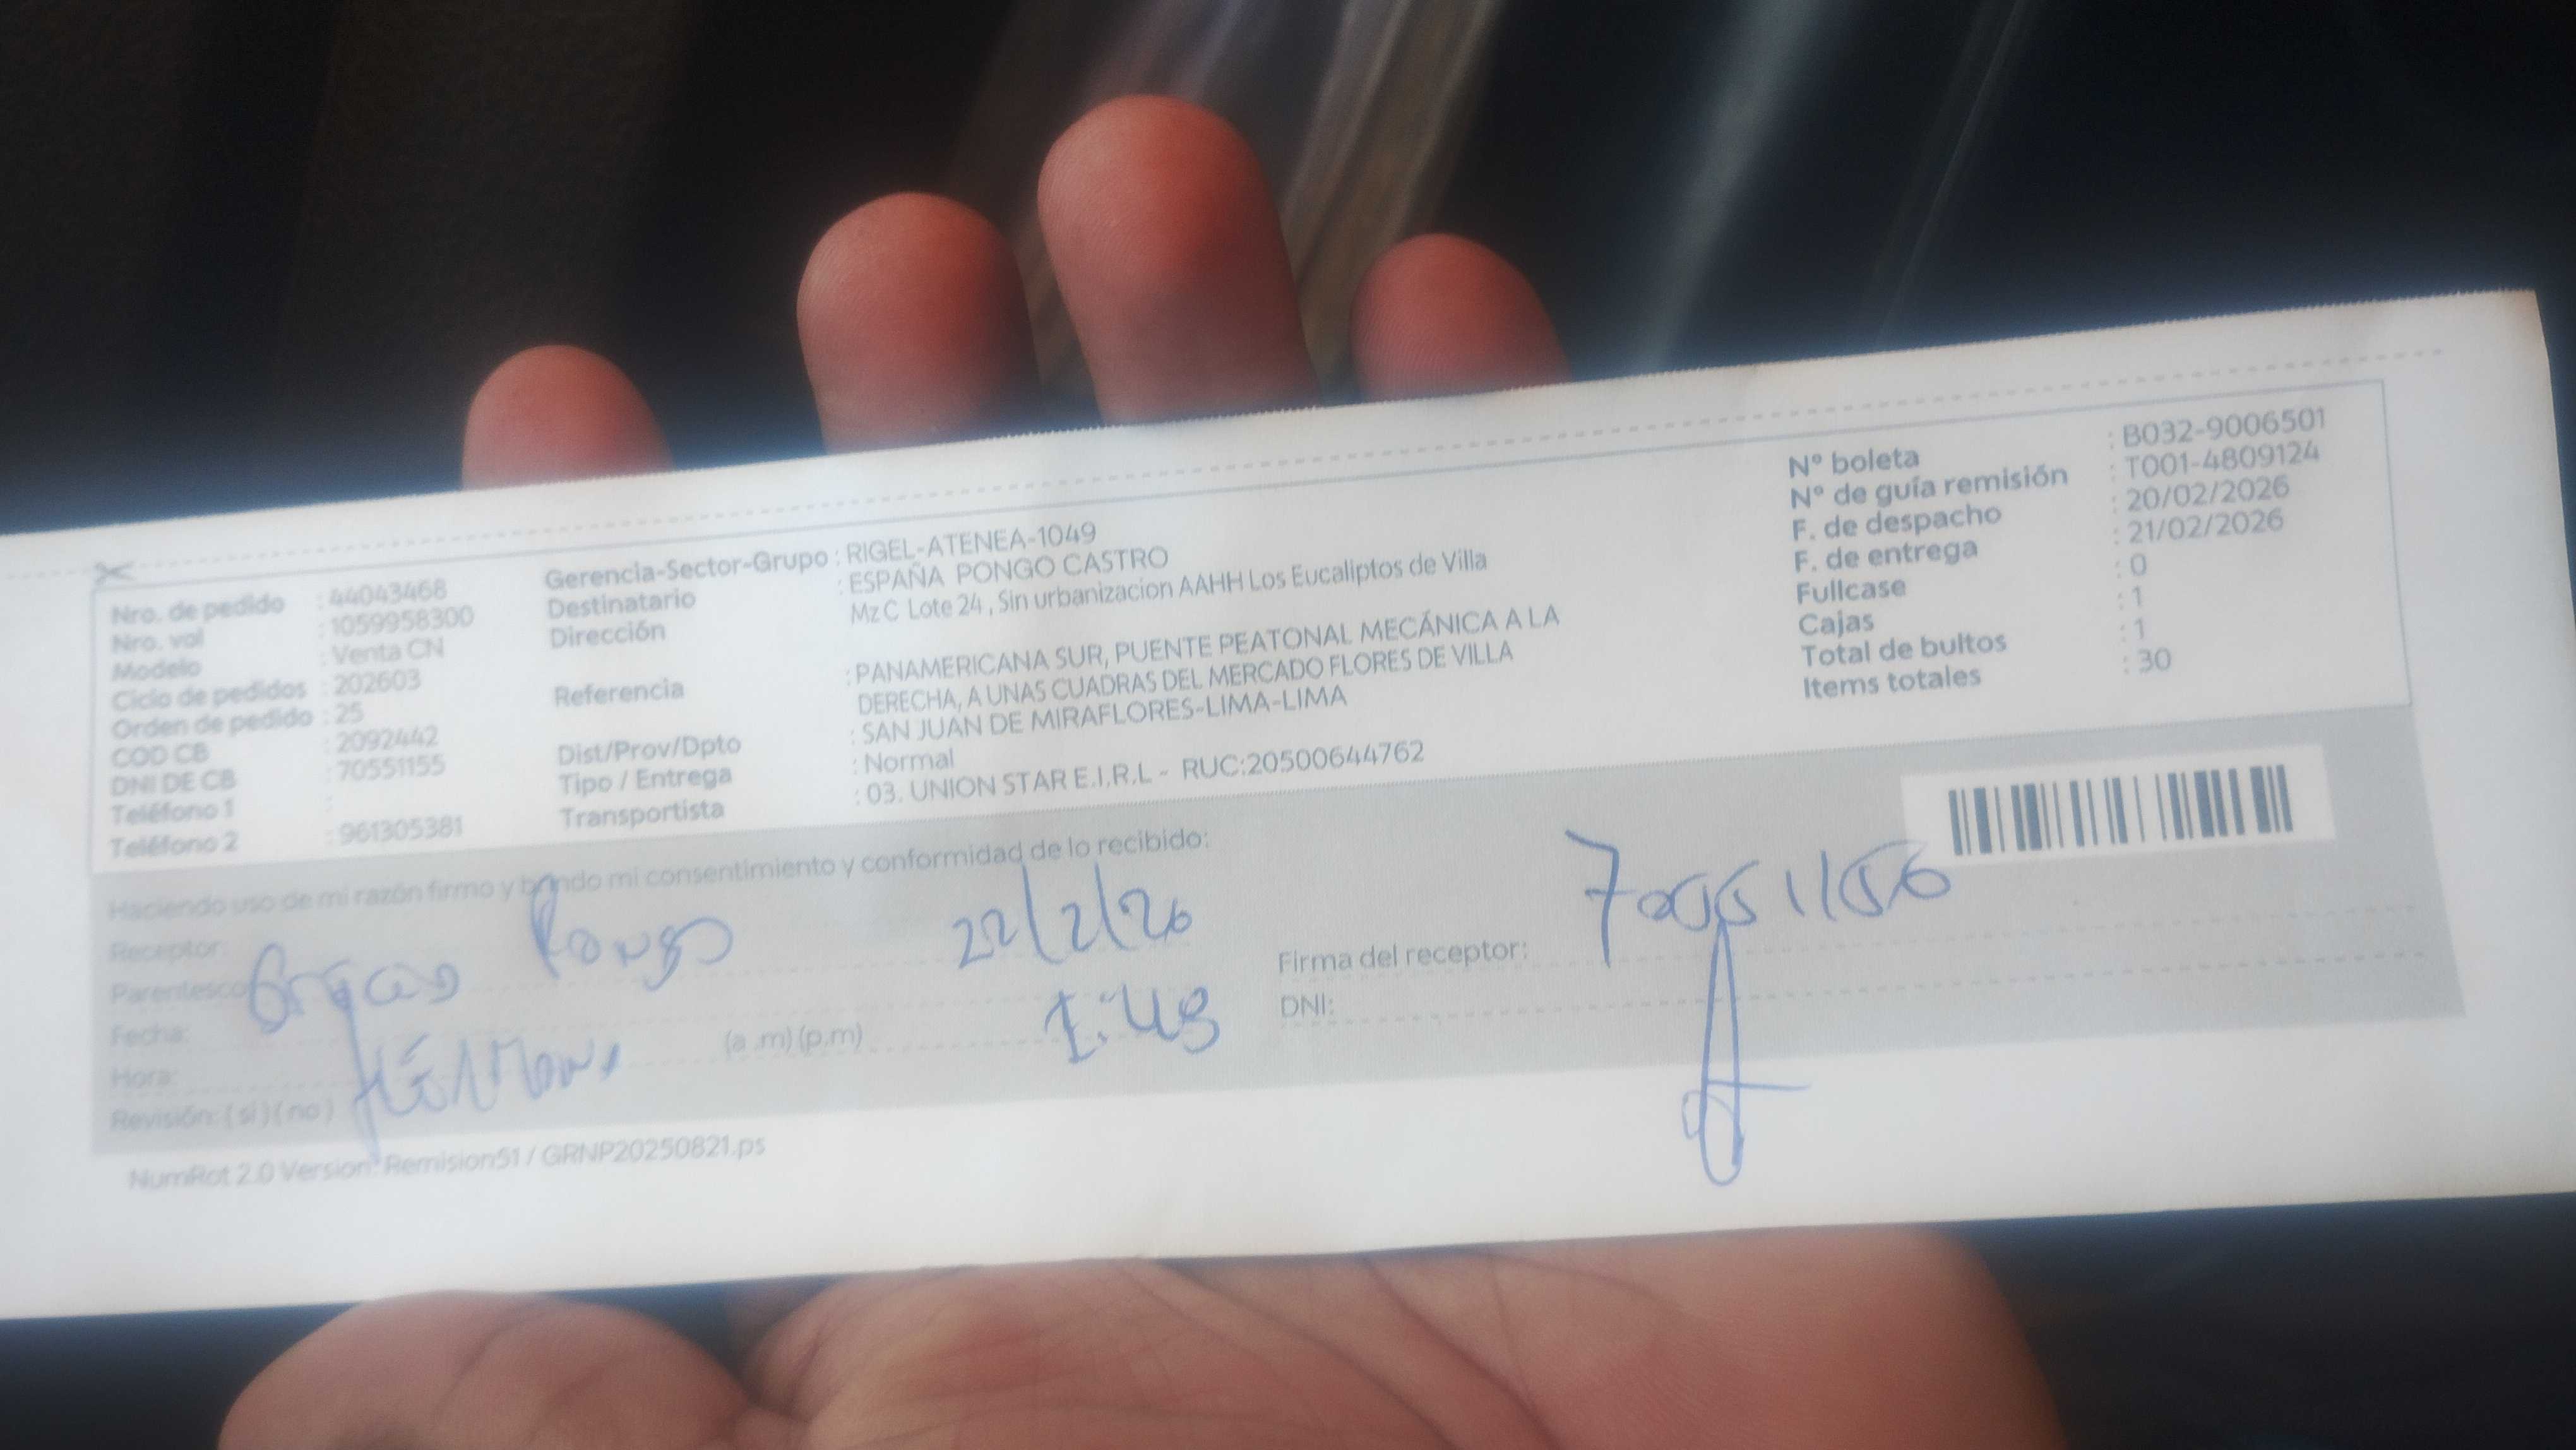 Nro. de pedido : 44043468
Nro. vol : 1059958300
Modelo : Venta CN
Ciclo de pedidos : 202603
Orden de pedido : 25
COD CB : 2092442
DNI DE CB : 70551155
Teléfono 1 :
Teléfono 2 : 961305381
Gerencia-Sector-Grupo : RIGEL-ATENEA-1049
Destinatario : ESPAÑA PONGO CASTRO
Dirección : Mz C Lote 24 , Sin urbanizacion AAHH Los Eucaliptos de Villa
Referencia : PANAMERICANA SUR, PUENTE PEATONAL MECÁNICA A LA
DERECHA, A UNAS CUADRAS DEL MERCADO FLORES DE VILLA
Dist/Prov/Dpto : SAN JUAN DE MIRAFLORES-LIMA-LIMA
Tipo / Entrega : Normal
Transportista : 03. UNION STAR E.I.R.L - RUC:20500644762
N° boleta : B032-9006501
N° de guía remisión : T001-4809124
F. de despacho : 20/02/2026
F. de entrega : 21/02/2026
Fullcase : 0
Cajas : 1
Total de bultos : 1
Items totales : 30
Haciendo uso de mi razón firmo y brindo mi consentimiento y conformidad de lo recibido:
Receptor: Pongo
Parentesco:
Fecha: 22/2/26
Hora: (a .m) (p.m) 1:48
Revisión: ( si ) ( no )
Firma del receptor:
DNI:
NumRot 2.0 Version: Remision51 / GRNP20250821.ps